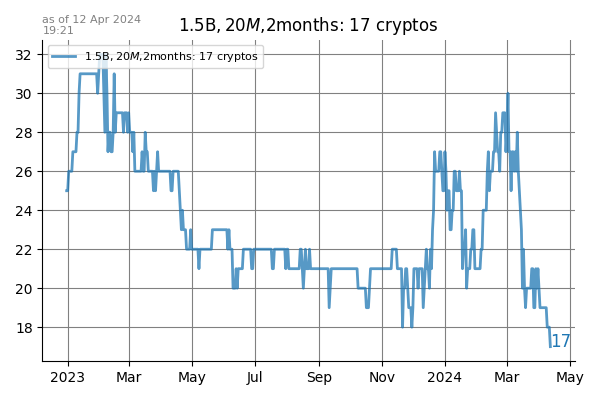 as of 12 Apr 2024
19:21
1.5B, 20M,2months: 17 cryptos
1.5B, 20M,2months: 17 cryptos
32
30
28
26
24
22
20
18
17
2023 Mar May Jul Sep Nov 2024 Mar May